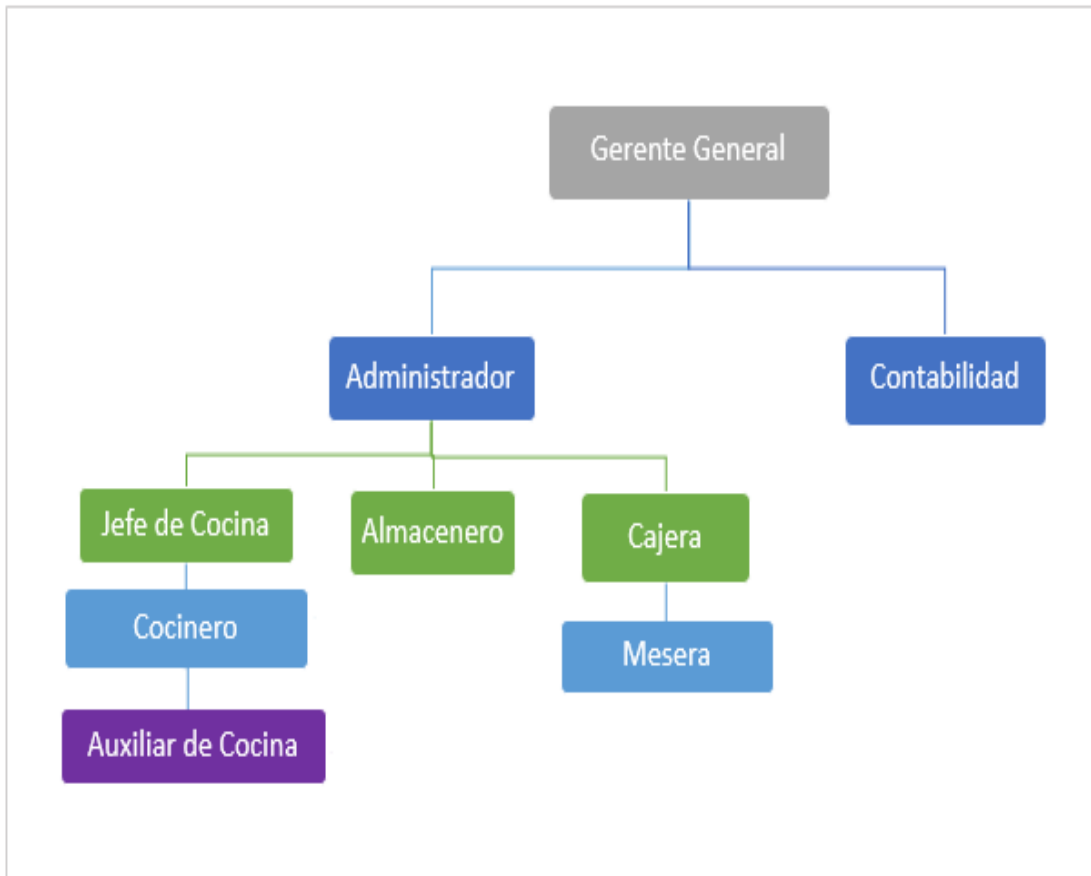 Gerente General
Administrador
Contabilidad
Jefe de Cocina
Almacenero
Cajera
Cocinero
Mesera
Auxiliar de Cocina